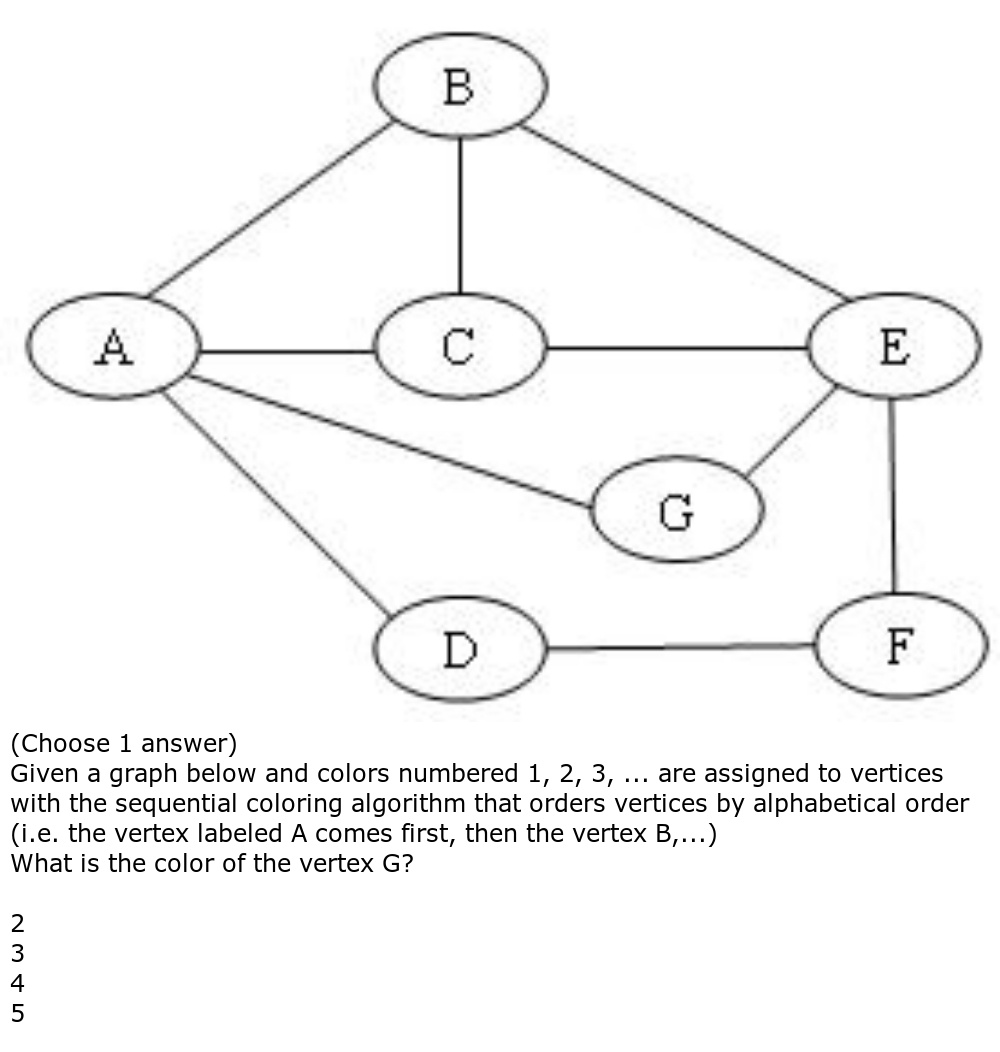 B
A
C
E
G
D
F
(Choose 1 answer)
Given a graph below and colors numbered 1, 2, 3, ... are assigned to vertices
with the sequential coloring algorithm that orders vertices by alphabetical order
(i.e. the vertex labeled A comes first, then the vertex B,...)
What is the color of the vertex G?
2
3
4
5